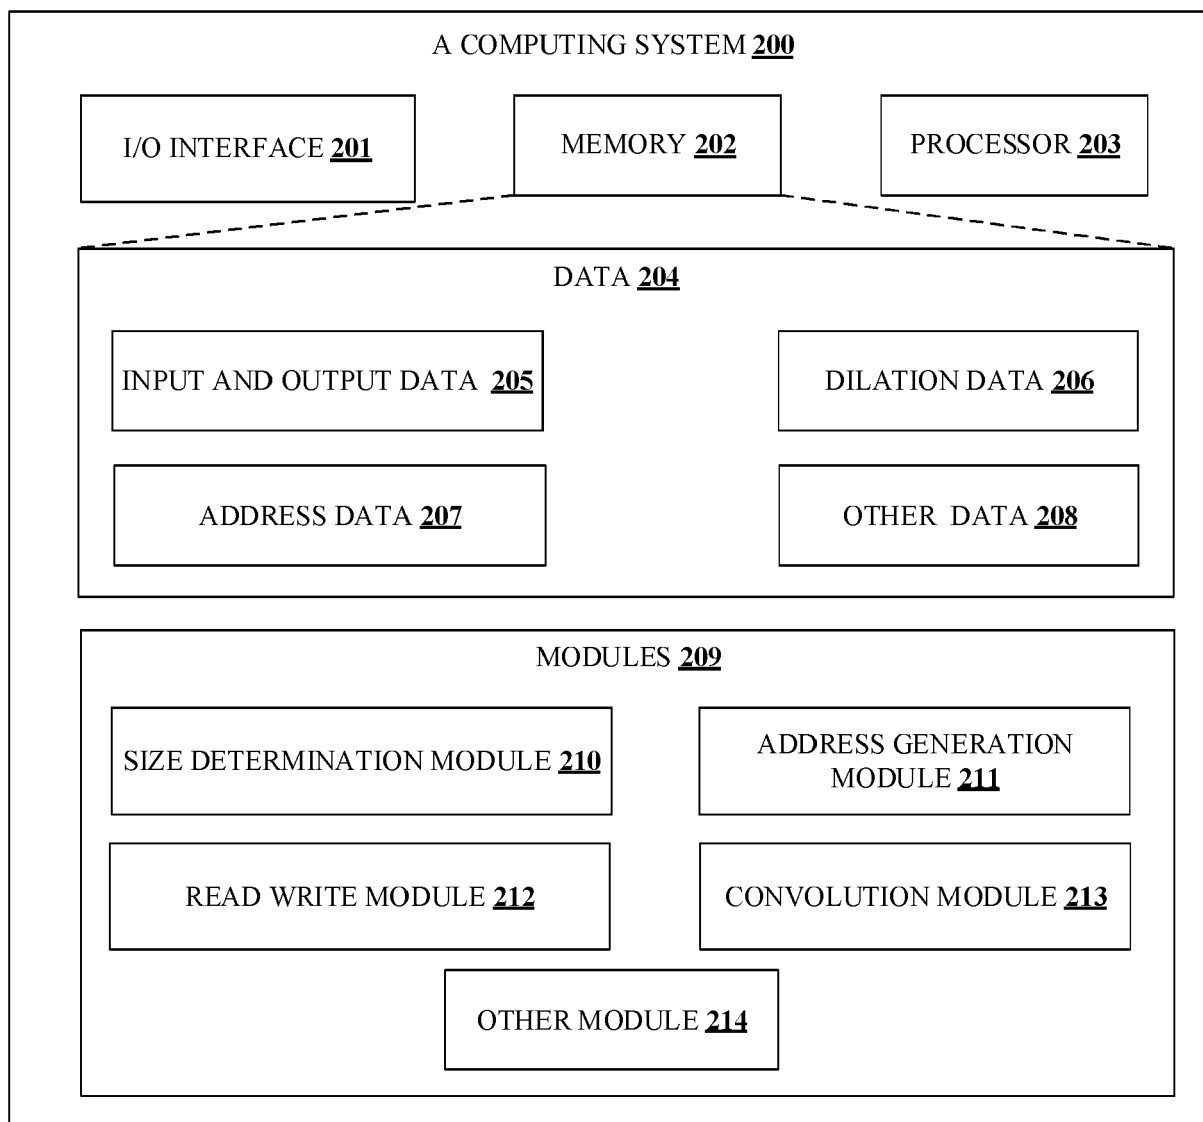 A COMPUTING SYSTEM 200
I/O INTERFACE 201
MEMORY 202
PROCESSOR 203
DATA 204
INPUT AND OUTPUT DATA 205
DILATION DATA 206
ADDRESS DATA 207
OTHER DATA 208
MODULES 209
SIZE DETERMINATION MODULE 210
ADDRESS GENERATION
MODULE 211
READ WRITE MODULE 212
CONVOLUTION MODULE 213
OTHER MODULE 214